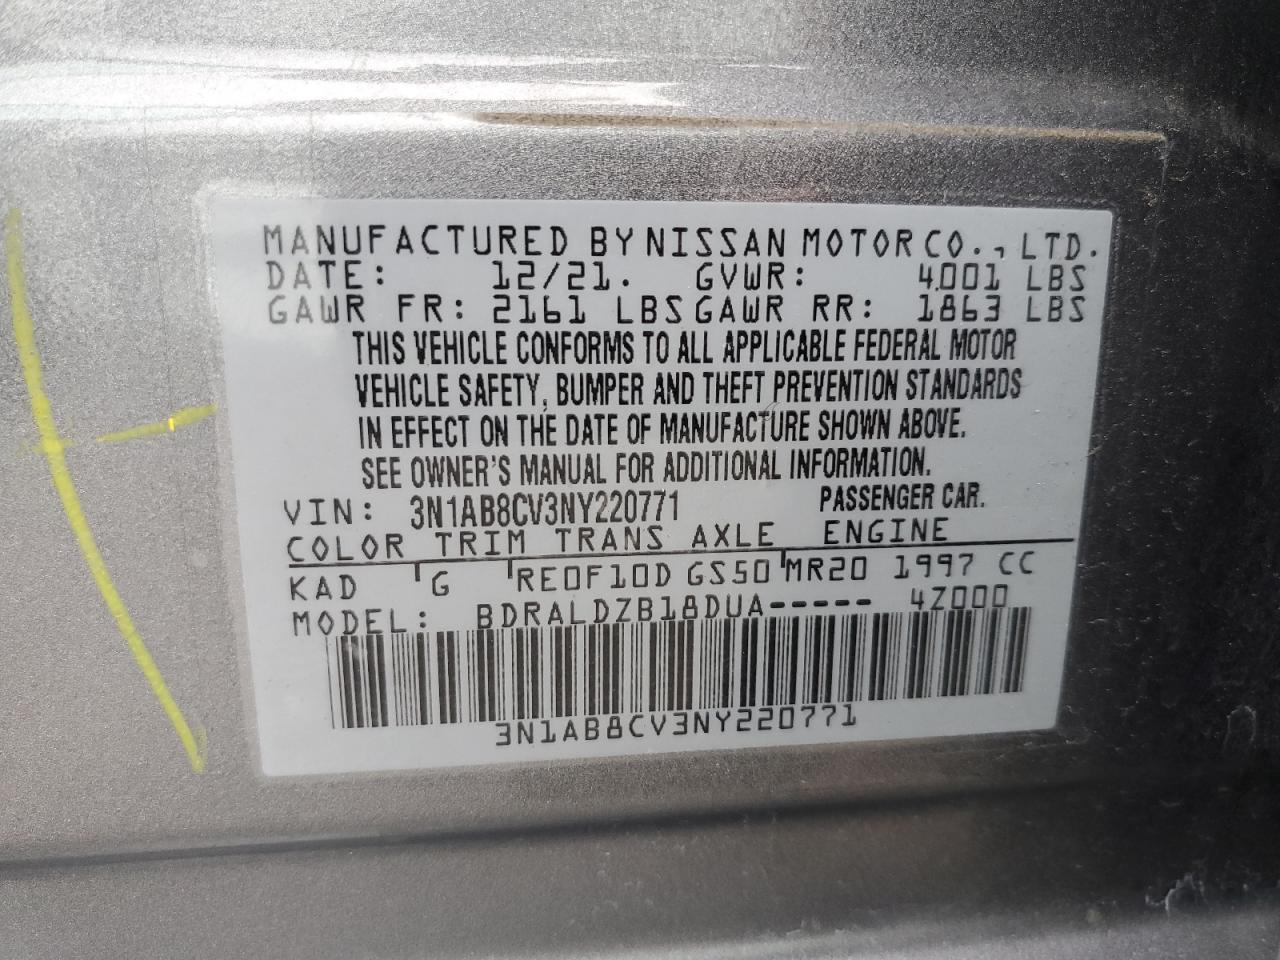 MANUFACTURED BY NISSAN MOTOR CO., LTD.
DATE: 12/21. GVWR: 4,001 LBS
GAWR FR: 2161 LBS GAWR RR: 1863 LBS
THIS VEHICLE CONFORMS TO ALL APPLICABLE FEDERAL MOTOR
VEHICLE SAFETY, BUMPER AND THEFT PREVENTION STANDARDS
IN EFFECT ON THE DATE OF MANUFACTURE SHOWN ABOVE.
SEE OWNER'S MANUAL FOR ADDITIONAL INFORMATION.
VIN: 3N1AB8CV3NY220771 PASSENGER CAR.
COLOR TRIM TRANS AXLE ENGINE
KAD G RE0F10D GS50 MR20 1997 CC
MODEL: BDRALDZB18DUA----- 4Z000
3N1AB8CV3NY220771